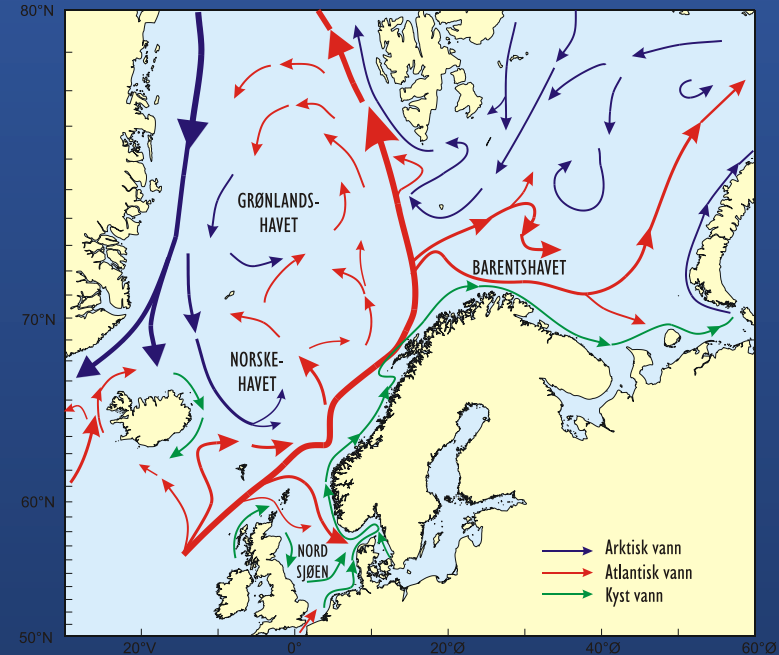 80°N
GRØNLANDS-
HAVET
BARENTSHAVET
70°N
NORSKE-
HAVET
60°N
NORD
SJØEN
Arktisk vann
Atlantisk vann
Kyst vann
50°N
20°V
0°
20°Ø
40°Ø
60°Ø